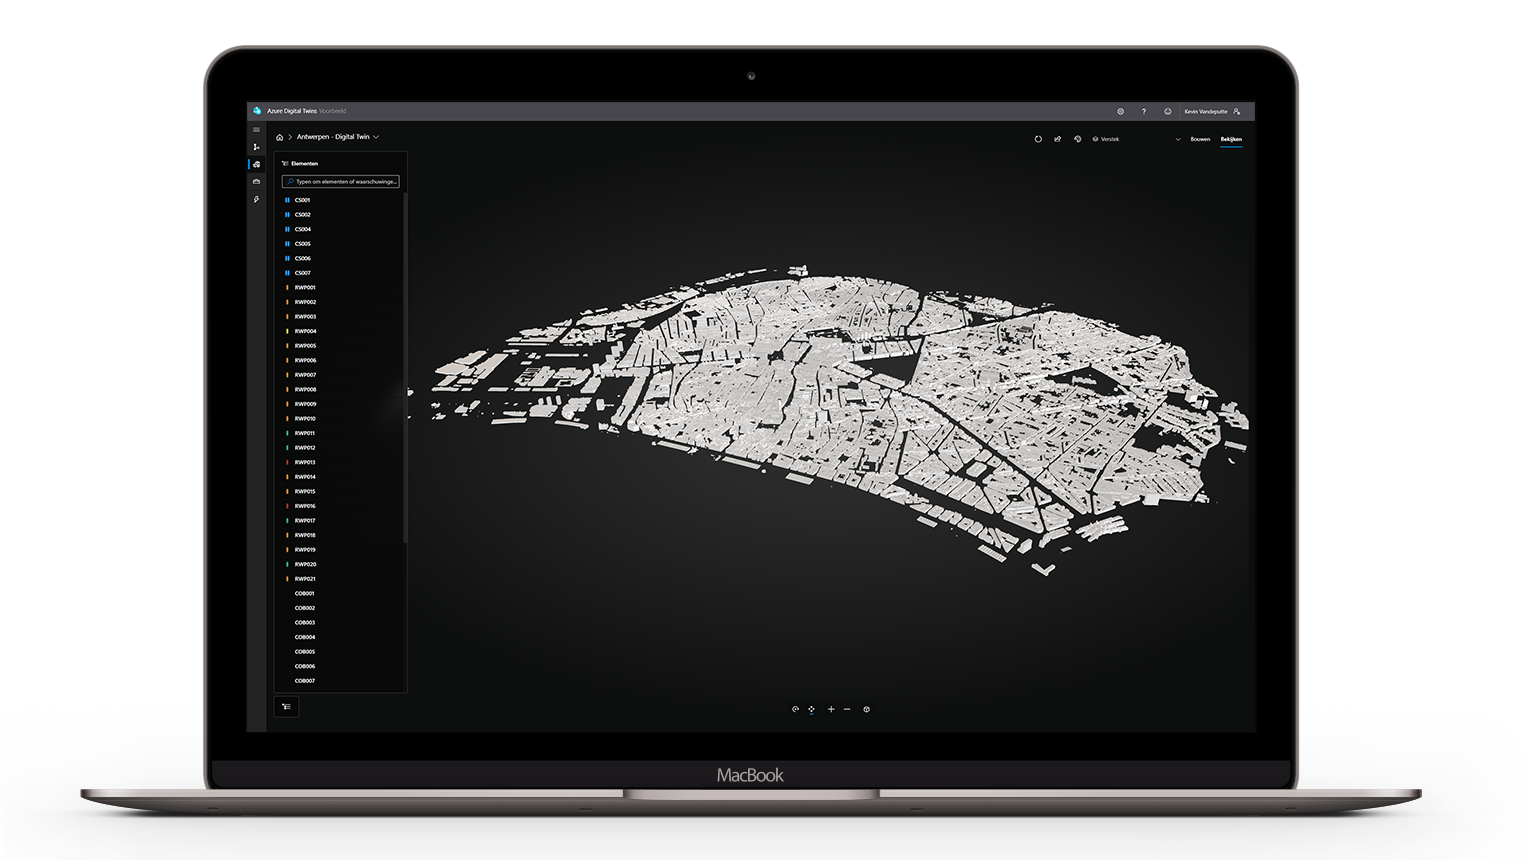 Azure Digital Twins Voorbeeld
? Kevin Vandeputte
Antwerpen - Digital Twin
Verstek Bouwen Bekijken
Elementen
Typen om elementen of waarschuwinge...
CS001
CS002
CS004
CS005
CS006
CS007
RWP001
RWP002
RWP003
RWP004
RWP005
RWP006
RWP007
RWP008
RWP009
RWP010
RWP011
RWP012
RWP013
RWP014
RWP015
RWP016
RWP017
RWP018
RWP019
RWP020
RWP021
COB001
COB002
COB003
COB004
COB005
COB006
COB007
MacBook